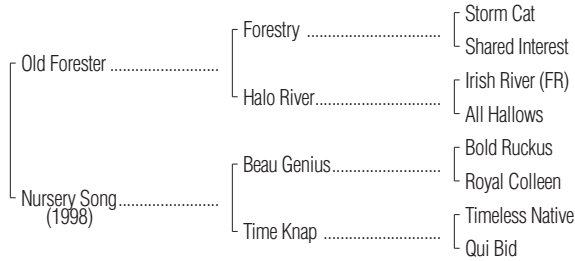 Storm Cat
Forestry ..............................
Shared Interest
Old Forester ........................
Irish River (FR)
Halo River............................
All Hallows
Bold Ruckus
Beau Genius........................
Royal Colleen
Nursery Song ......................
(1998)
Timeless Native
Time Knap ..........................
Qui Bid